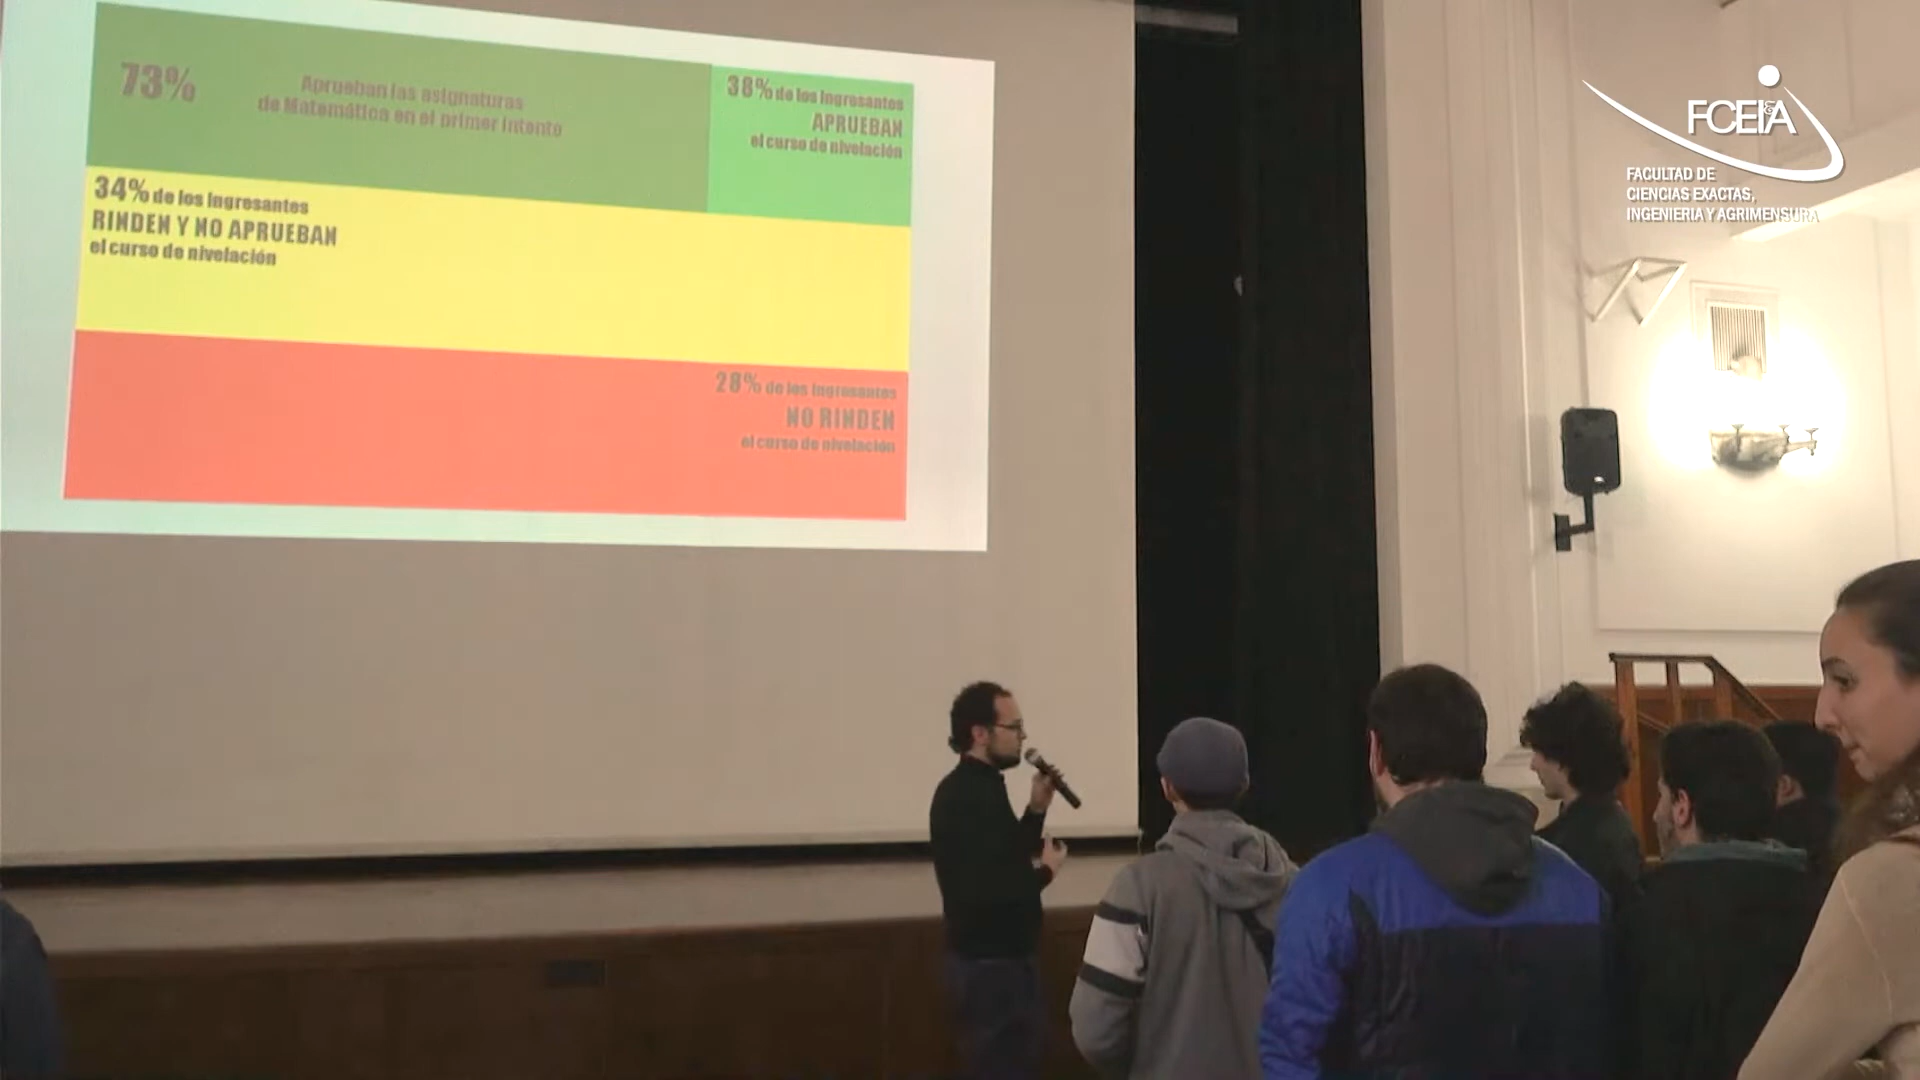 73%
Aprueban las asignaturas
de Matemática en el primer intento
38% de los Ingresantes
APRUEBAN
el curso de nivelación
34% de los Ingresantes
RINDEN Y NO APRUEBAN
el curso de nivelación
28% de los Ingresantes
NO RINDEN
el curso de nivelación
FCEI&A
FACULTAD DE
CIENCIAS EXACTAS,
INGENIERIA Y AGRIMENSURA